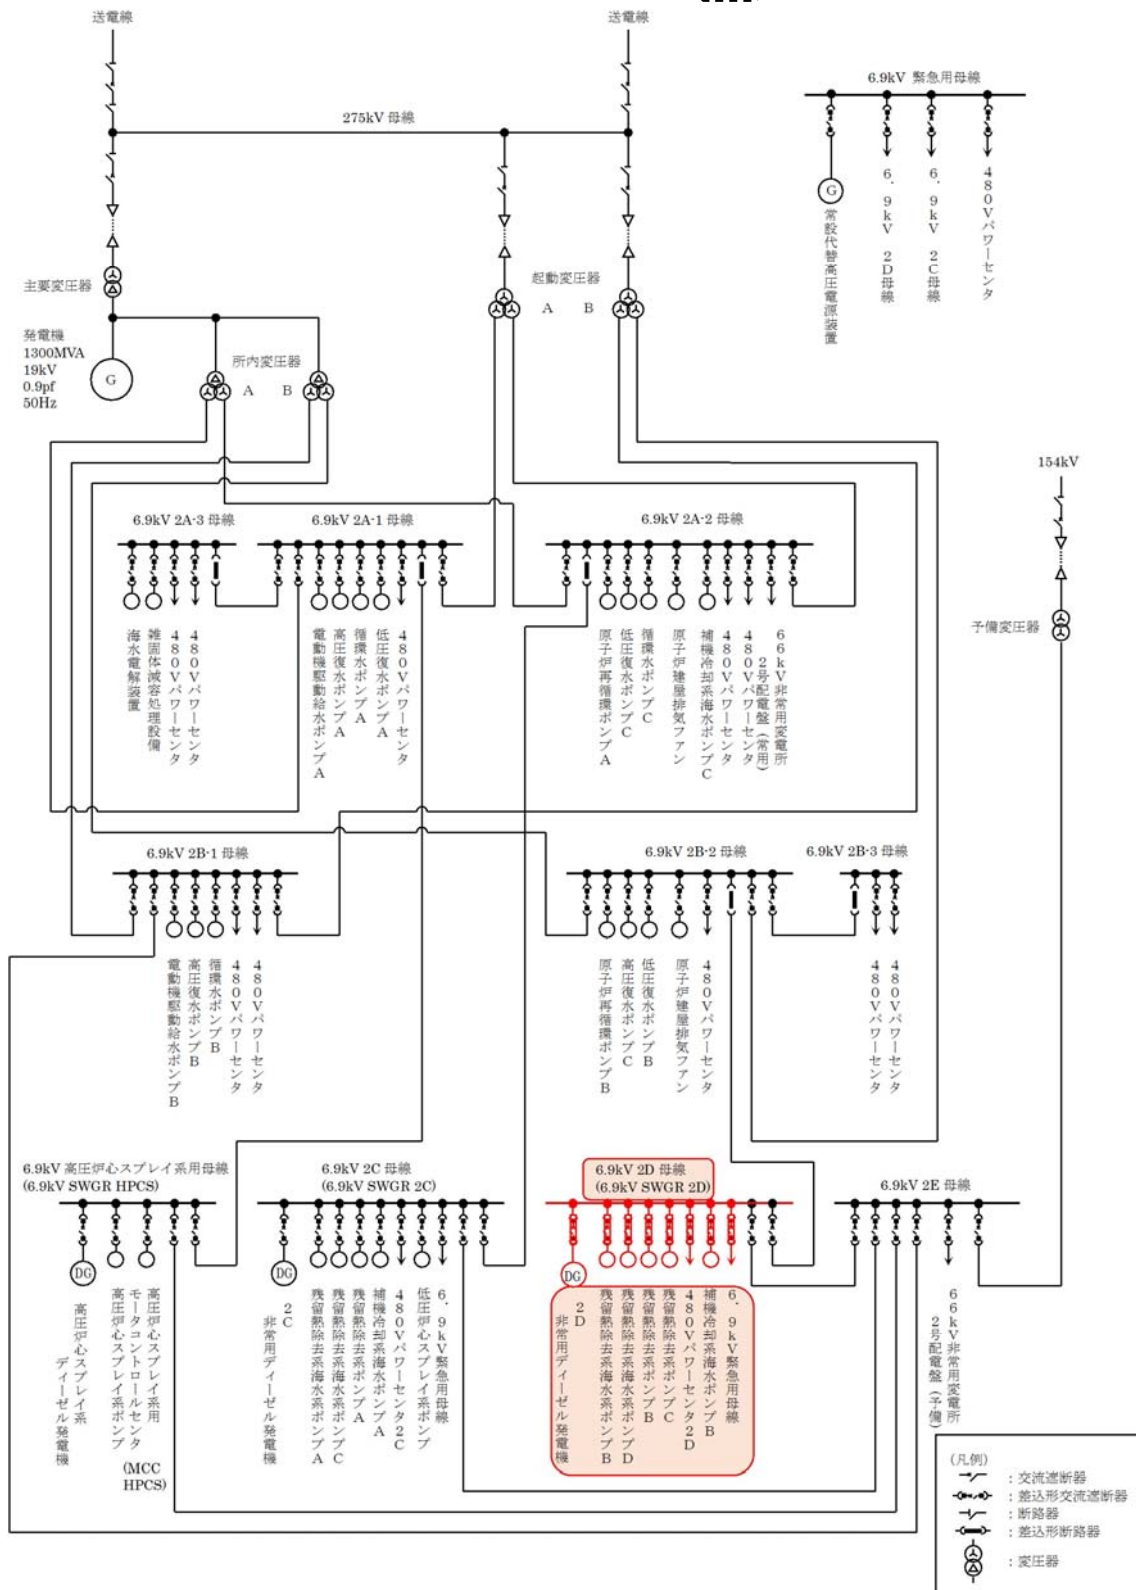 送電線
送電線
6.9kV 緊急用母線
275kV 母線
G
常設代替高圧電源装置
6.9kV 2D母線
6.9kV 2C母線
480Vパワーセンタ
主要変圧器
起動変圧器
A
B
発電機
1300MVA
19kV
0.9pf
50Hz
G
所内変圧器
A
B
154kV
予備変圧器
6.9kV 2A-3 母線
海水電解装置
雑固体減容処理設備
480Vパワーセンタ
480Vパワーセンタ
6.9kV 2A-1 母線
電動機駆動給水ポンプA
高圧復水ポンプA
循環水ポンプA
低圧復水ポンプA
480Vパワーセンタ
6.9kV 2A-2 母線
原子炉再循環ポンプA
低圧復水ポンプC
循環水ポンプC
原子炉建屋排気ファン
補機冷却系海水ポンプC
480Vパワーセンタ
480Vパワーセンタ
66kV非常用変電所
2号配電盤(常用)
6.9kV 2B-1 母線
電動機駆動給水ポンプB
高圧復水ポンプB
循環水ポンプB
480Vパワーセンタ
480Vパワーセンタ
6.9kV 2B-2 母線
原子炉再循環ポンプB
高圧復水ポンプC
低圧復水ポンプB
原子炉建屋排気ファン
480Vパワーセンタ
6.9kV 2B-3 母線
480Vパワーセンタ
480Vパワーセンタ
6.9kV 高圧炉心スプレイ系用母線
(6.9kV SWGR HPCS)
DG
高圧炉心スプレイ系
ディーゼル発電機
高圧炉心スプレイ系ポンプ
高圧炉心スプレイ系用
モータコントロールセンタ
(MCC
HPCS)
6.9kV 2C 母線
(6.9kV SWGR 2C)
DG
2C
非常用ディーゼル発電機
残留熱除去系海水系ポンプA
残留熱除去系海水系ポンプC
残留熱除去系ポンプA
補機冷却系海水ポンプA
480Vパワーセンタ2C
低圧炉心スプレイ系ポンプ
6.9kV緊急用母線
6.9kV 2D 母線
(6.9kV SWGR 2D)
DG
2D
非常用ディーゼル発電機
残留熱除去系海水系ポンプB
残留熱除去系海水系ポンプD
残留熱除去系ポンプB
残留熱除去系ポンプC
480Vパワーセンタ2D
補機冷却系海水ポンプB
6.9kV緊急用母線
6.9kV 2E 母線
66kV非常用変電所
2号配電盤(予備)
(凡例)
：交流遮断器
：差込形交流遮断器
：断路器
：差込形断路器
：変圧器